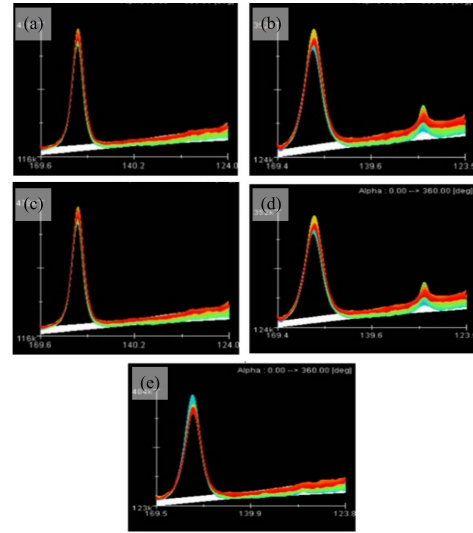 (a)
116k
169.6 140.2 124.0
(b)
124k
169.4 139.6 123.9
(c)
116k
169.6 140.2 124.0
(d)
Alpha : 0.00 --> 360.00 [deg]
124k
169.4 139.6
(e)
Alpha : 0.00 --> 360.00 [deg]
123k
169.5 139.9